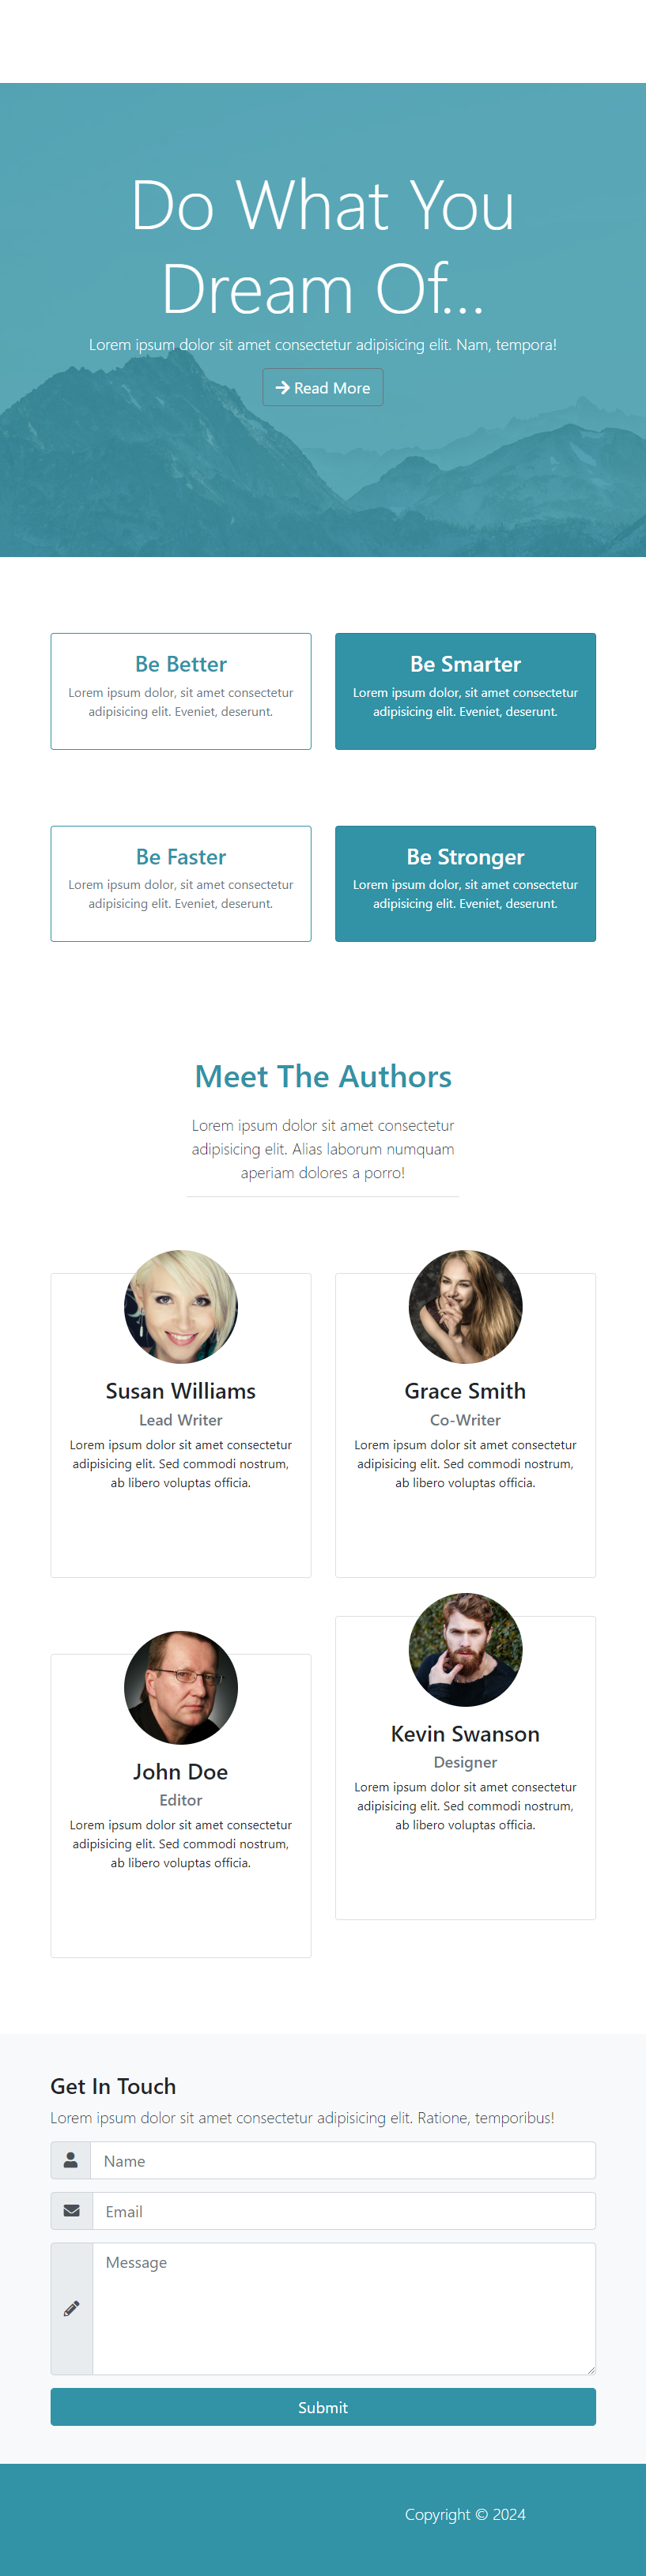 Do What You
Dream Of...
Lorem ipsum dolor sit amet consectetur adipisicing elit. Nam, tempora!
Read More
Be Better
Lorem ipsum dolor, sit amet consectetur
adipisicing elit. Eveniet, deserunt.
Be Smarter
Lorem ipsum dolor, sit amet consectetur
adipisicing elit. Eveniet, deserunt.
Be Faster
Lorem ipsum dolor, sit amet consectetur
adipisicing elit. Eveniet, deserunt.
Be Stronger
Lorem ipsum dolor, sit amet consectetur
adipisicing elit. Eveniet, deserunt.
Meet The Authors
Lorem ipsum dolor sit amet consectetur
adipisicing elit. Alias laborum numquam
aperiam dolores a porro!
Susan Williams
Lead Writer
Lorem ipsum dolor sit amet consectetur
adipisicing elit. Sed commodi nostrum,
ab libero voluptas officia.
Grace Smith
Co-Writer
Lorem ipsum dolor sit amet consectetur
adipisicing elit. Sed commodi nostrum,
ab libero voluptas officia.
John Doe
Editor
Lorem ipsum dolor sit amet consectetur
adipisicing elit. Sed commodi nostrum,
ab libero voluptas officia.
Kevin Swanson
Designer
Lorem ipsum dolor sit amet consectetur
adipisicing elit. Sed commodi nostrum,
ab libero voluptas officia.
Get In Touch
Lorem ipsum dolor sit amet consectetur adipisicing elit. Ratione, temporibus!
Name
Email
Message
Submit
Copyright © 2024